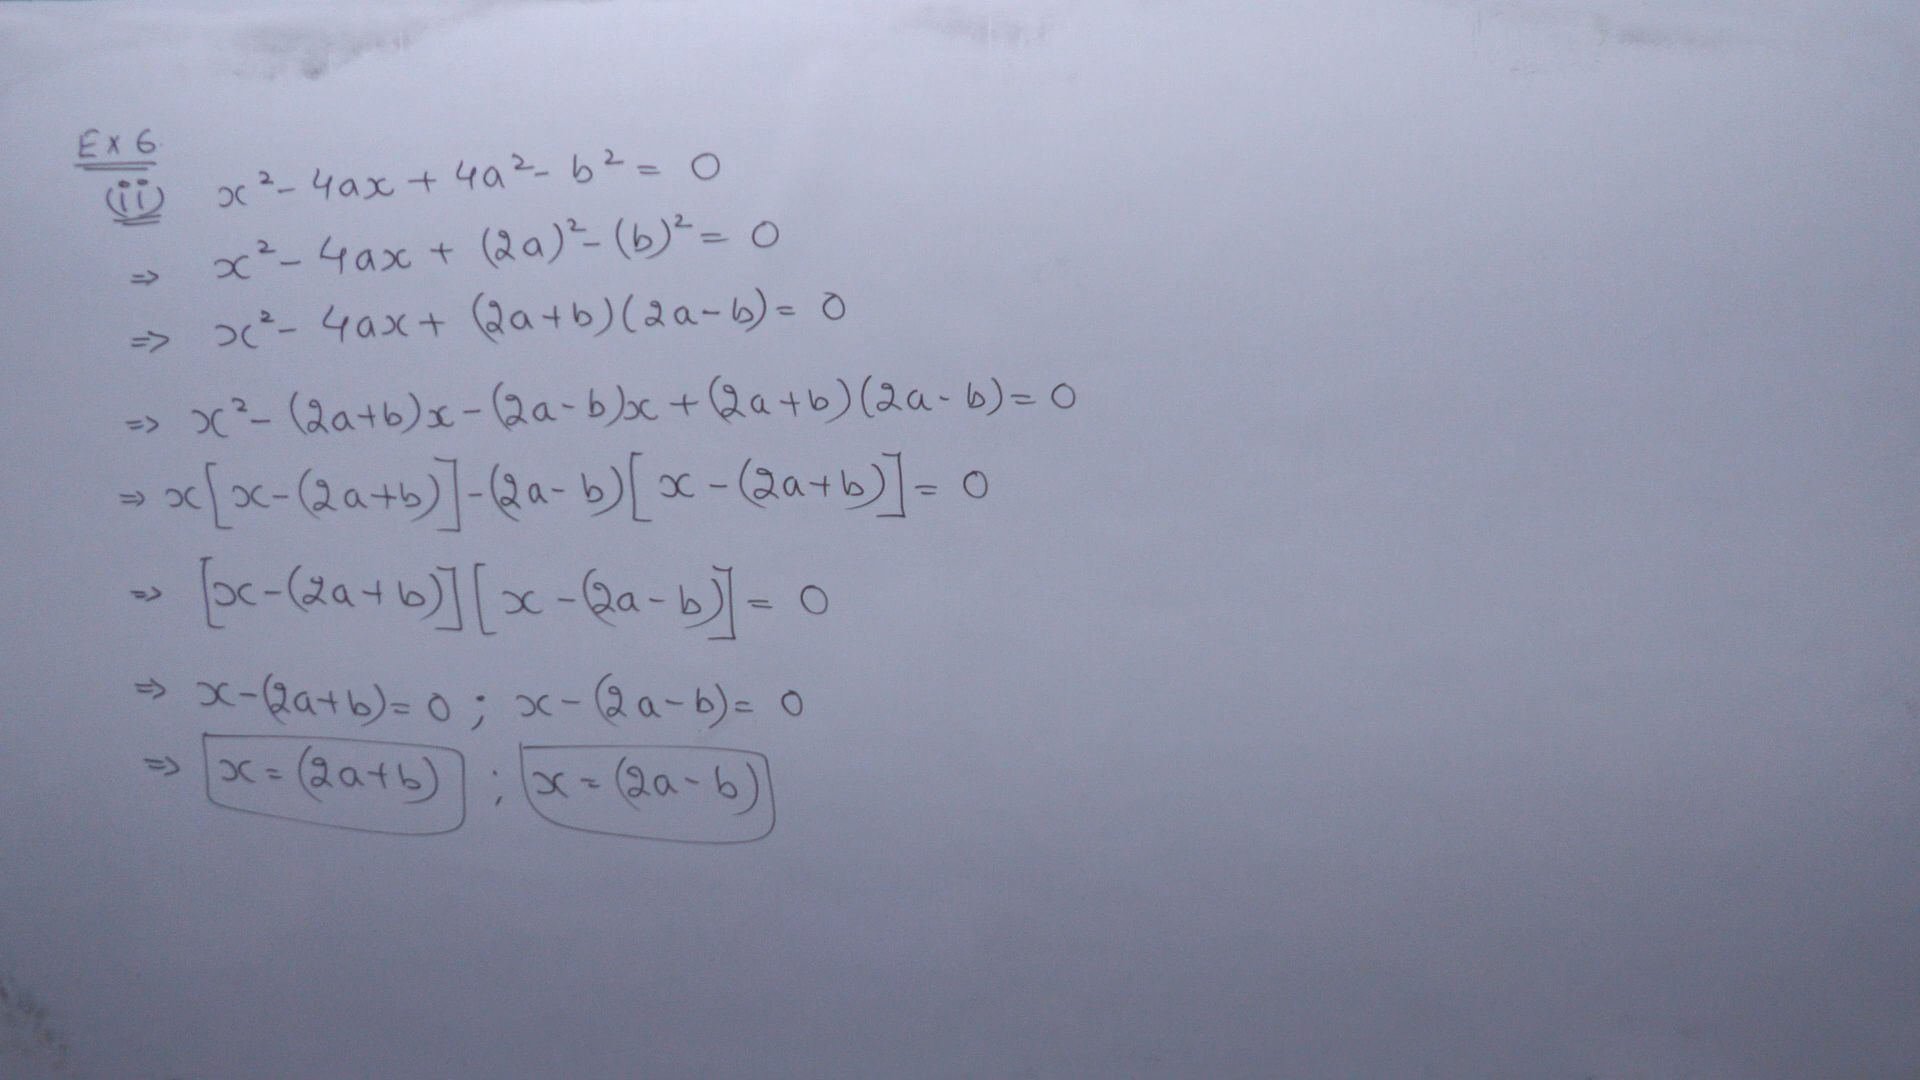 Ex 6
(ii) x² - 4ax + 4a² - b² = 0
⇒ x² - 4ax + (2a)² - (b)² = 0
⇒ x² - 4ax + (2a+b)(2a-b) = 0
⇒ x² - (2a+b)x - (2a-b)x + (2a+b)(2a-b) = 0
⇒ x[x-(2a+b)] - (2a-b)[x-(2a+b)] = 0
⇒ [x-(2a+b)][x-(2a-b)] = 0
⇒ x-(2a+b) = 0 ; x-(2a-b) = 0
⇒ x = (2a+b) ; x = (2a-b)